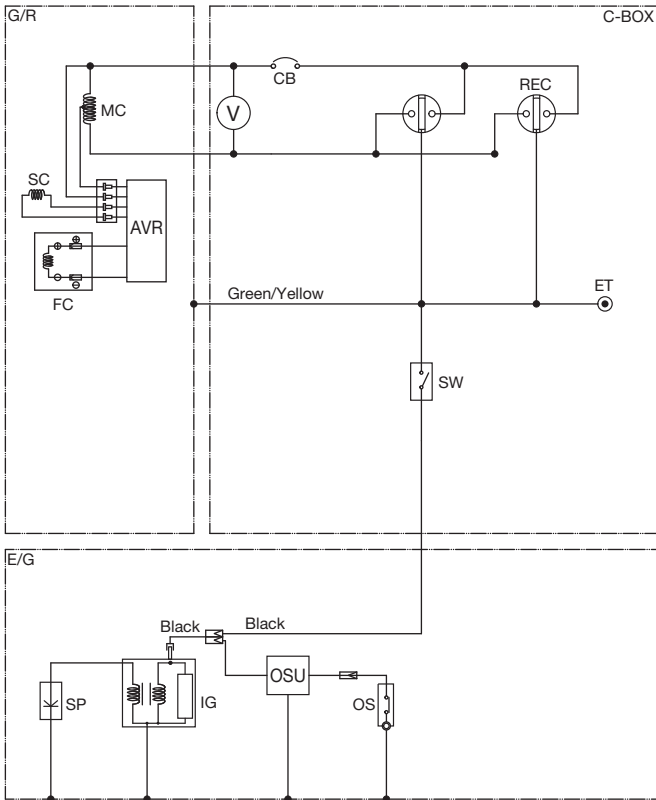 G/R
C-BOX
CB
REC
MC
V
SC
AVR
FC
Green/Yellow
ET
SW
E/G
Black
Black
OSU
SP
IG
OS